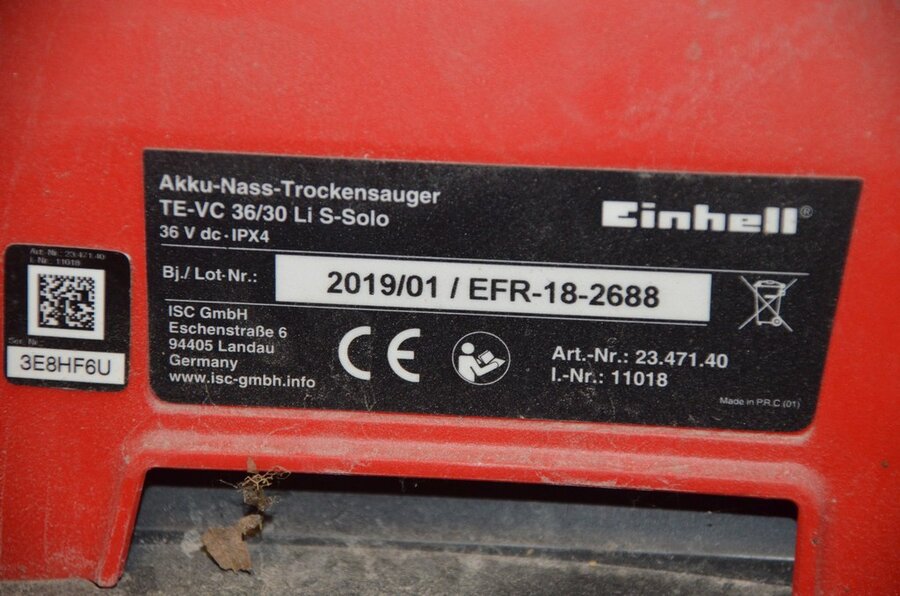 Akku-Nass-Trockensauger
TE-VC 36/30 Li S-Solo
36 V dc · IPX4
Einhell®
Bj./ Lot-Nr.:
2019/01 / EFR-18-2688
ISC GmbH
Eschenstraße 6
94405 Landau
Germany
www.isc-gmbh.info
CE
Art.-Nr.: 23.471.40
I.-Nr.: 11018
Made in P.R.C.(01)
Art.-Nr.: 23.471.40
I.-Nr.: 11018
Ser.-Nr.:
3E8HF6U